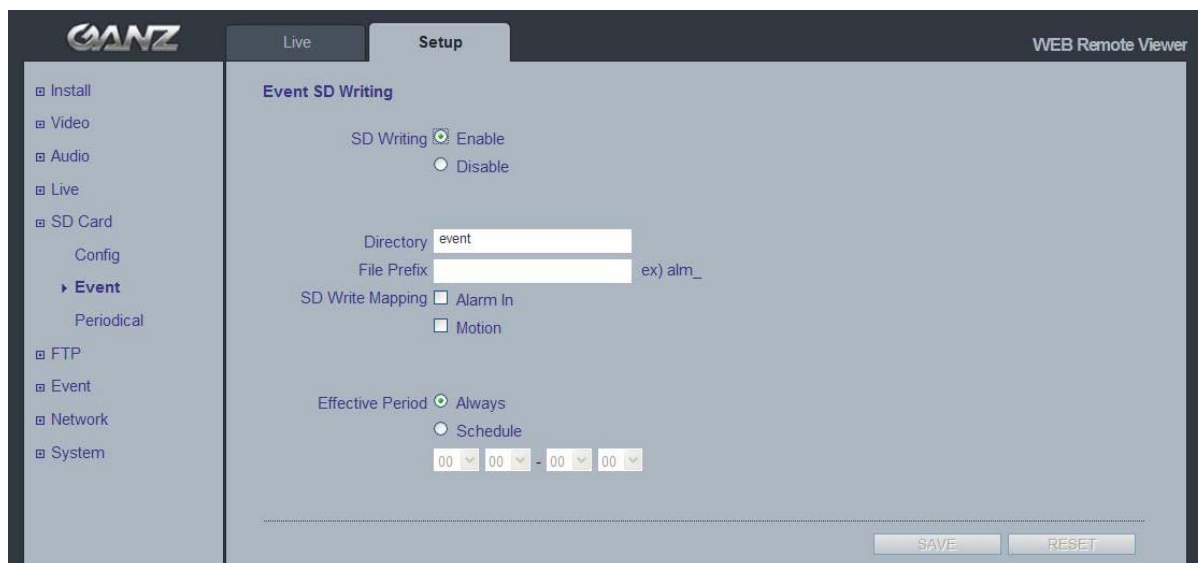 GANZ
Live
Setup
WEB Remote Viewer
Install
Video
Audio
Live
SD Card
Config
Event
Periodical
FTP
Event
Network
System
Event SD Writing
SD Writing Enable
Disable
Directory event
File Prefix ex) alm_
SD Write Mapping Alarm In
Motion
Effective Period Always
Schedule
00 00 - 00 00
SAVE RESET